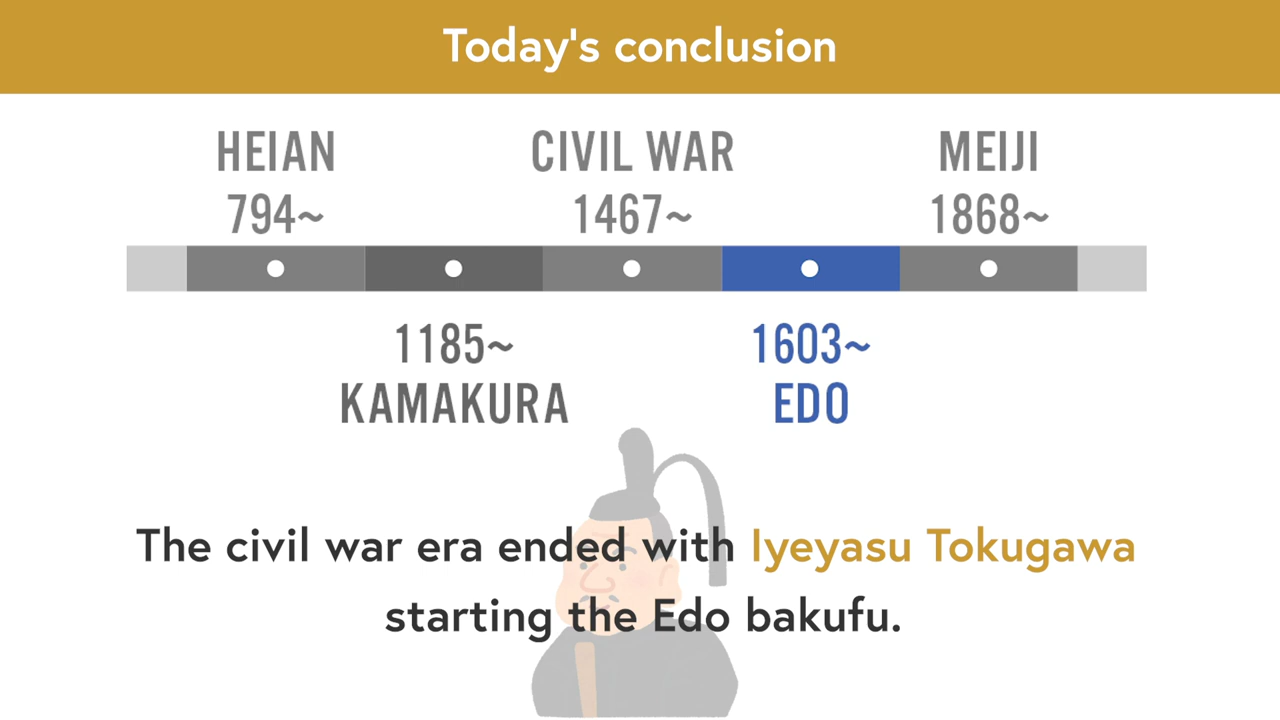 Today's conclusion
HEIAN
794~
CIVIL WAR
1467~
MEIJI
1868~
1185~
KAMAKURA
1603~
EDO
The civil war era ended with Iyeyasu Tokugawa
starting the Edo bakufu.